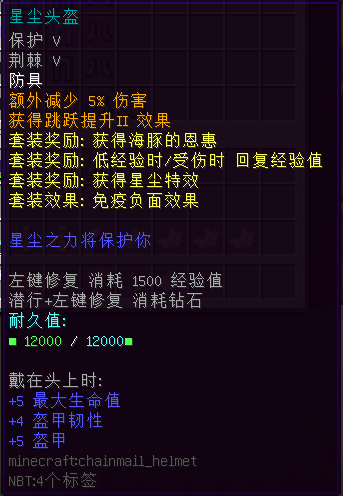 星尘头盔
保护 V
荆棘 V
防具
额外减少 5% 伤害
获得跳跃提升II 效果
套装奖励: 获得海豚的恩惠
套装奖励: 低经验时/受伤时 回复经验值
套装奖励: 获得星尘特效
套装效果: 免疫负面效果
星尘之力将保护你
左键修复 消耗 1500 经验值
潜行+左键修复 消耗钻石
耐久值:
■ 12000 / 12000■
戴在头上时:
+5 最大生命值
+4 盔甲韧性
+5 盔甲
minecraft:chainmail_helmet
NBT:4个标签